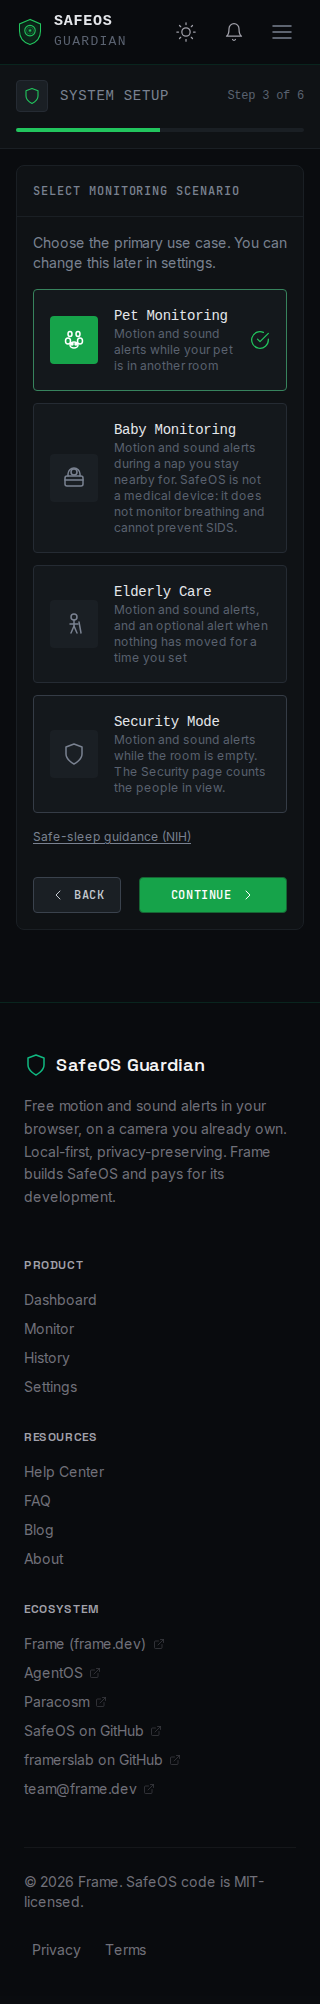 SAFEOS
GUARDIAN
SYSTEM SETUP
Step 3 of 6
SELECT MONITORING SCENARIO
Choose the primary use case. You can
change this later in settings.
Pet Monitoring
Motion and sound
alerts while your pet
is in another room
Baby Monitoring
Motion and sound alerts
during a nap you stay
nearby for. SafeOS is not
a medical device: it does
not monitor breathing and
cannot prevent SIDS.
Elderly Care
Motion and sound alerts,
and an optional alert when
nothing has moved for a
time you set
Security Mode
Motion and sound alerts
while the room is empty.
The Security page counts
the people in view.
Safe-sleep guidance (NIH)
BACK
CONTINUE
SafeOS Guardian
Free motion and sound alerts in your
browser, on a camera you already own.
Local-first, privacy-preserving. Frame
builds SafeOS and pays for its
development.
PRODUCT
Dashboard
Monitor
History
Settings
RESOURCES
Help Center
FAQ
Blog
About
ECOSYSTEM
Frame (frame.dev)
AgentOS
Paracosm
SafeOS on GitHub
framerslab on GitHub
team@frame.dev
© 2026 Frame. SafeOS code is MIT-
licensed.
Privacy
Terms